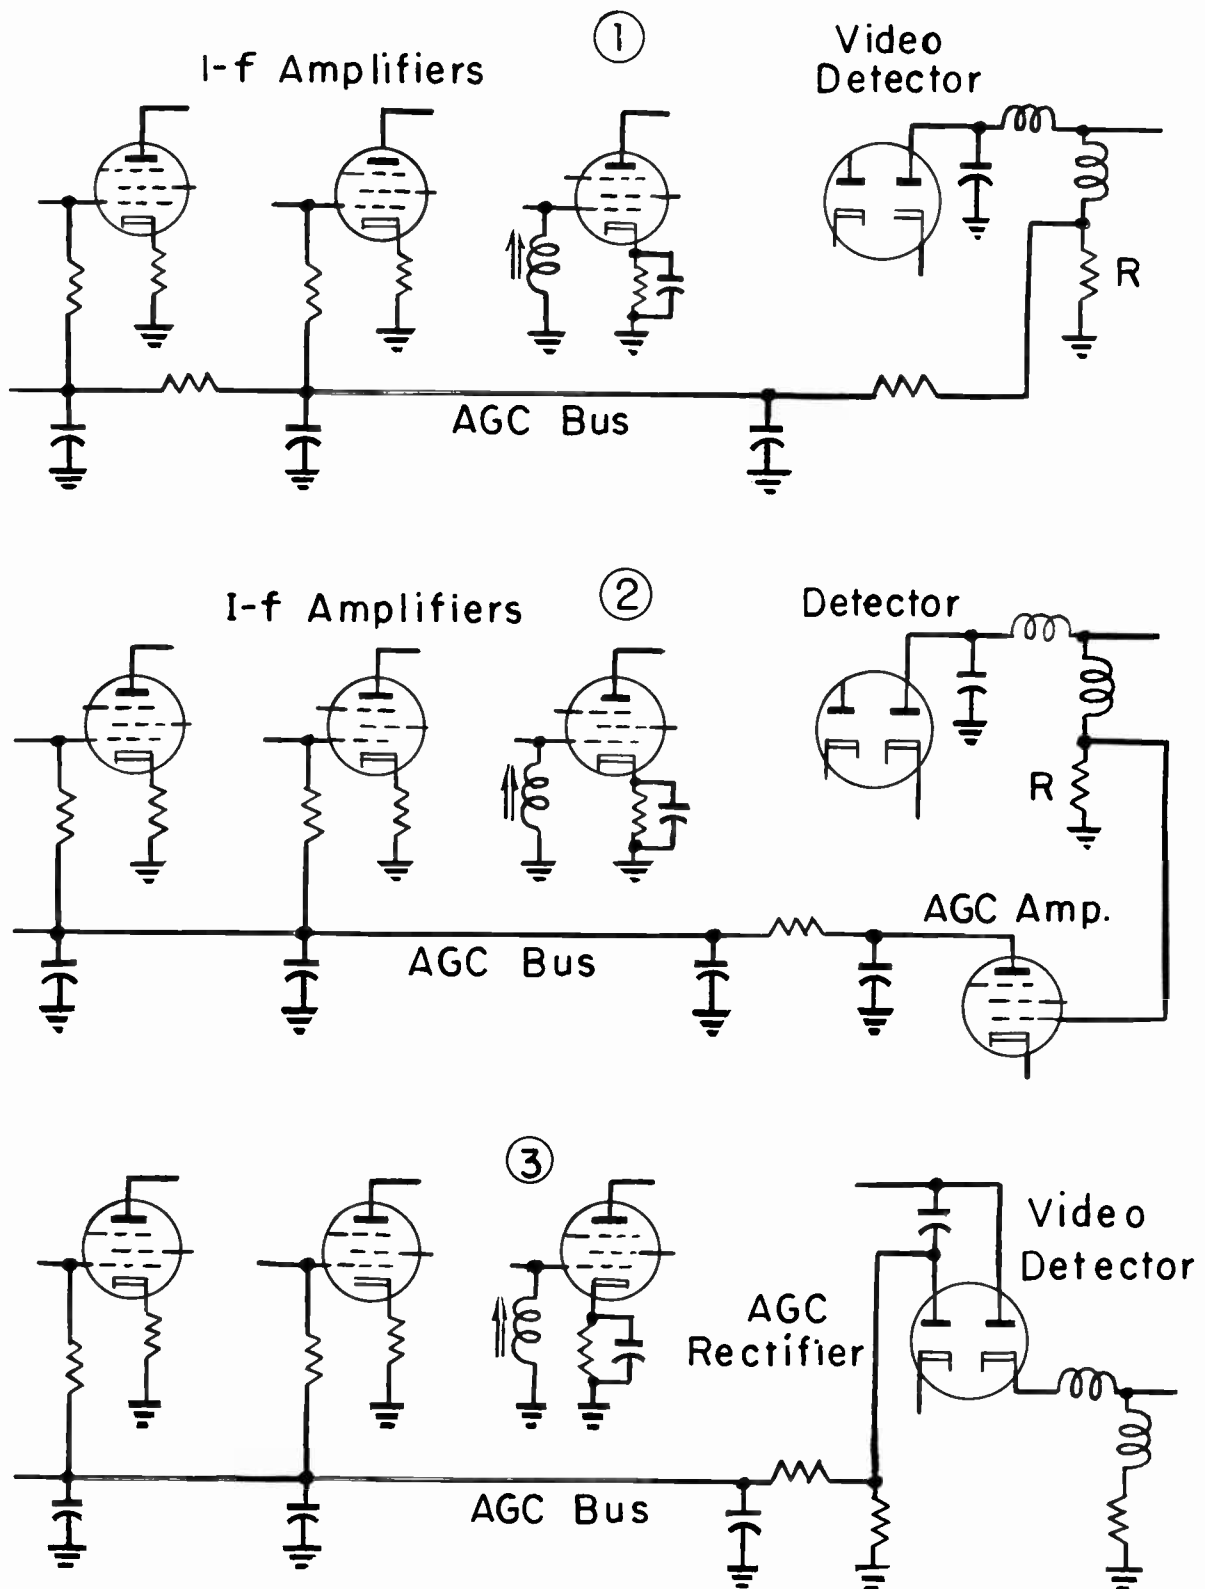 1
I-f Amplifiers
Video
Detector
R
AGC Bus
2
I-f Amplifiers
Detector
R
AGC Amp.
AGC Bus
3
Video
Detector
AGC
Rectifier
AGC Bus